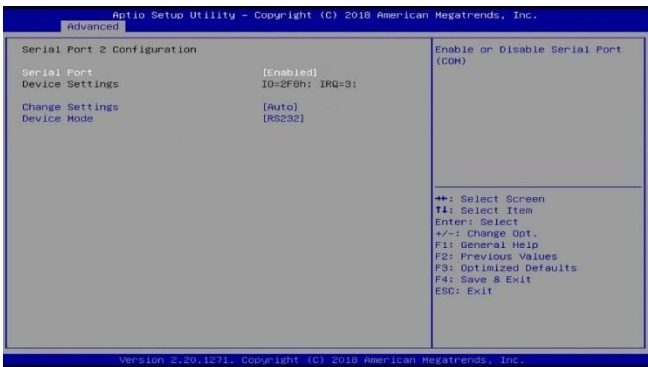 Aptio Setup Utility - Copyright (C) 2018 American Megatrends, Inc.
Advanced
Serial Port 2 Configuration
Serial Port [Enabled]
Device Settings IO=2F8h; IRQ=3;
Change Settings [Auto]
Device Mode [RS232]
Enable or Disable Serial Port
(COM)
→←: Select Screen
↑↓: Select Item
Enter: Select
+/-: Change Opt.
F1: General Help
F2: Previous Values
F3: Optimized Defaults
F4: Save & Exit
ESC: Exit
Version 2.20.1271. Copyright (C) 2018 American Megatrends, Inc.